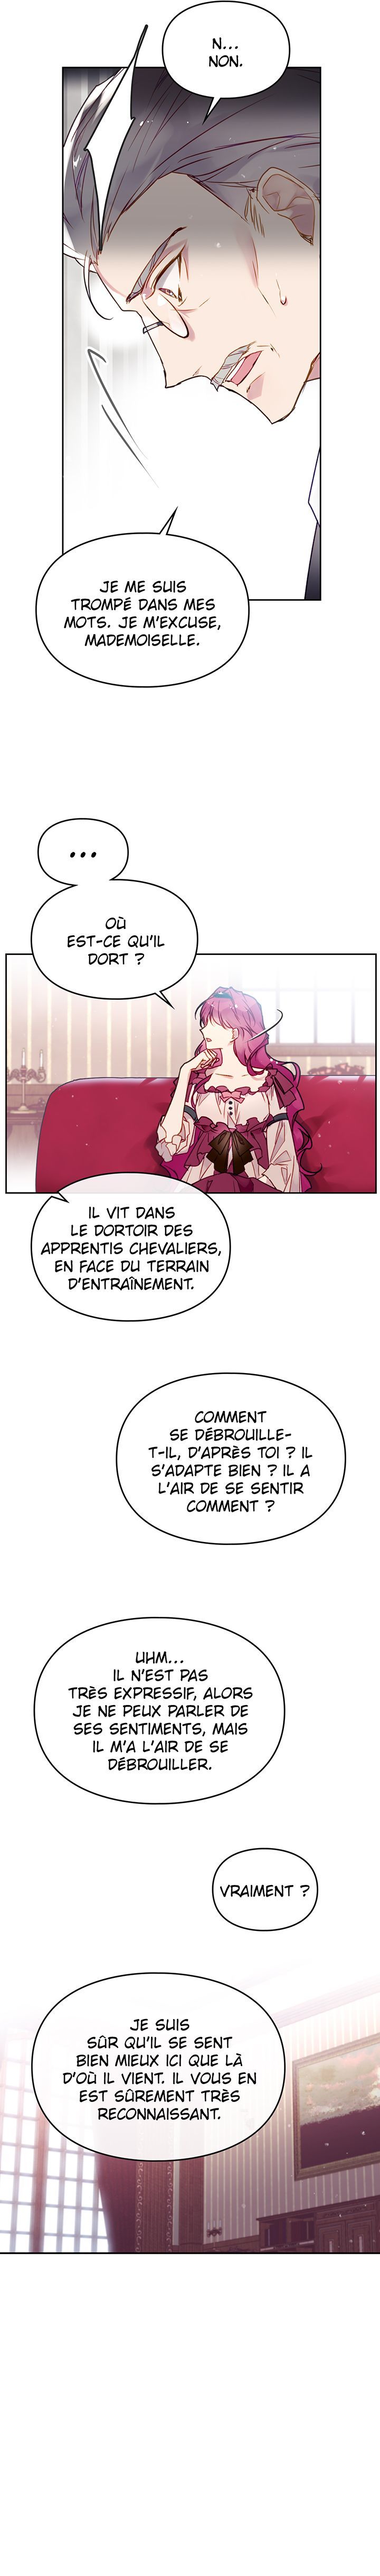 N...
NON.
JE ME SUIS
TROMPÉ DANS MES
MOTS. JE M'EXCUSE,
MADEMOISELLE.
...
OÙ
EST-CE QU'IL
DORT ?
IL VIT DANS
LE DORTOIR DES
APPRENTIS CHEVALIERS,
EN FACE DU TERRAIN
D'ENTRAÎNEMENT.
COMMENT
SE DÉBROUILLE-
T-IL, D'APRÈS TOI ? IL
S'ADAPTE BIEN ? IL A
L'AIR DE SE SENTIR
COMMENT ?
UHM...
IL N'EST PAS
TRÈS EXPRESSIF, ALORS
JE NE PEUX PARLER DE
SES SENTIMENTS, MAIS
IL M'A L'AIR DE SE
DÉBROUILLER.
VRAIMENT ?
JE SUIS
SÛR QU'IL SE SENT
BIEN MIEUX ICI QUE LÀ
D'OÙ IL VIENT. IL VOUS EN
EST SÛREMENT TRÈS
RECONNAISSANT.